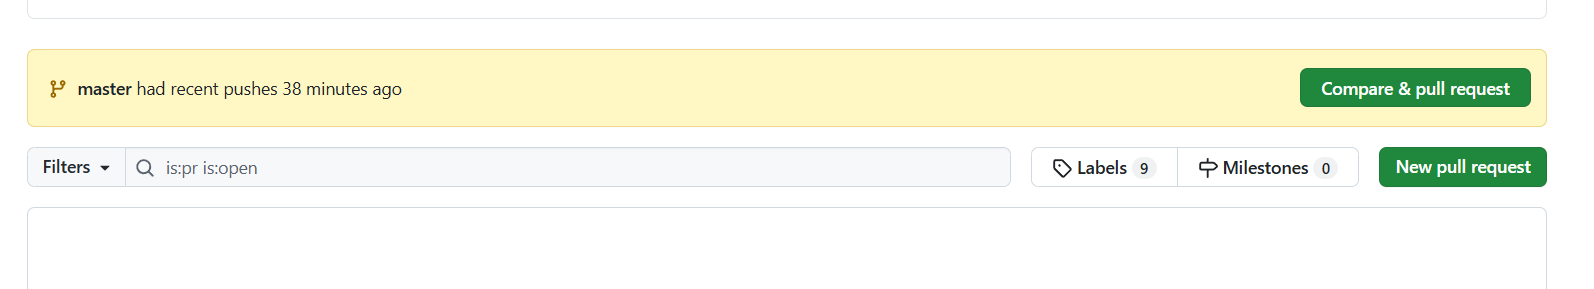 master had recent pushes 38 minutes ago
Compare & pull request
Filters
is:pr is:open
Labels 9
Milestones 0
New pull request